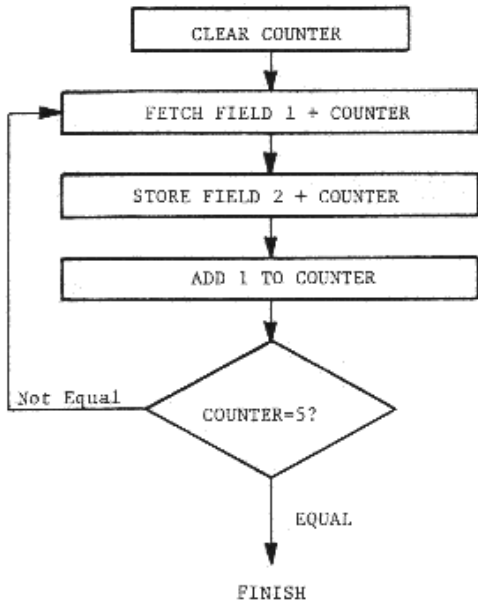 CLEAR COUNTER
FETCH FIELD 1 + COUNTER
STORE FIELD 2 + COUNTER
ADD 1 TO COUNTER
Not Equal
COUNTER=5?
EQUAL
FINISH